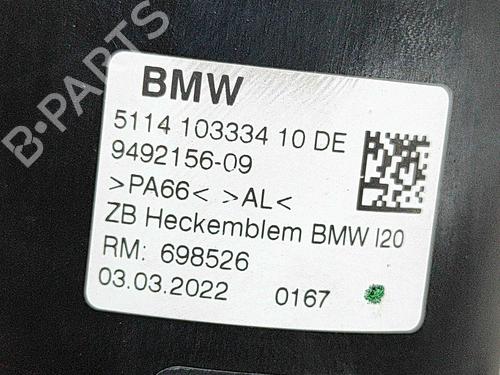 B-PARTS
BMW
5114 103334 10 DE
9492156-09
>PA66< >AL<
ZB Heckemblem BMW I20
RM: 698526
03.03.2022 0167